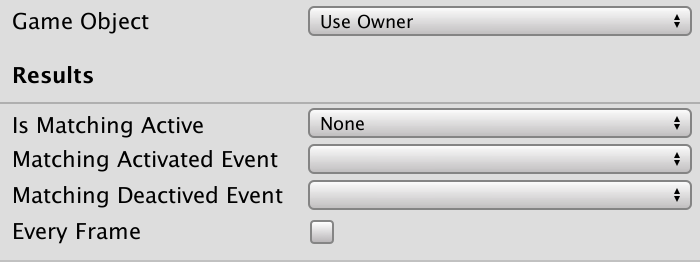 Game Object Use Owner
Results
Is Matching Active None
Matching Activated Event
Matching Deactived Event
Every Frame